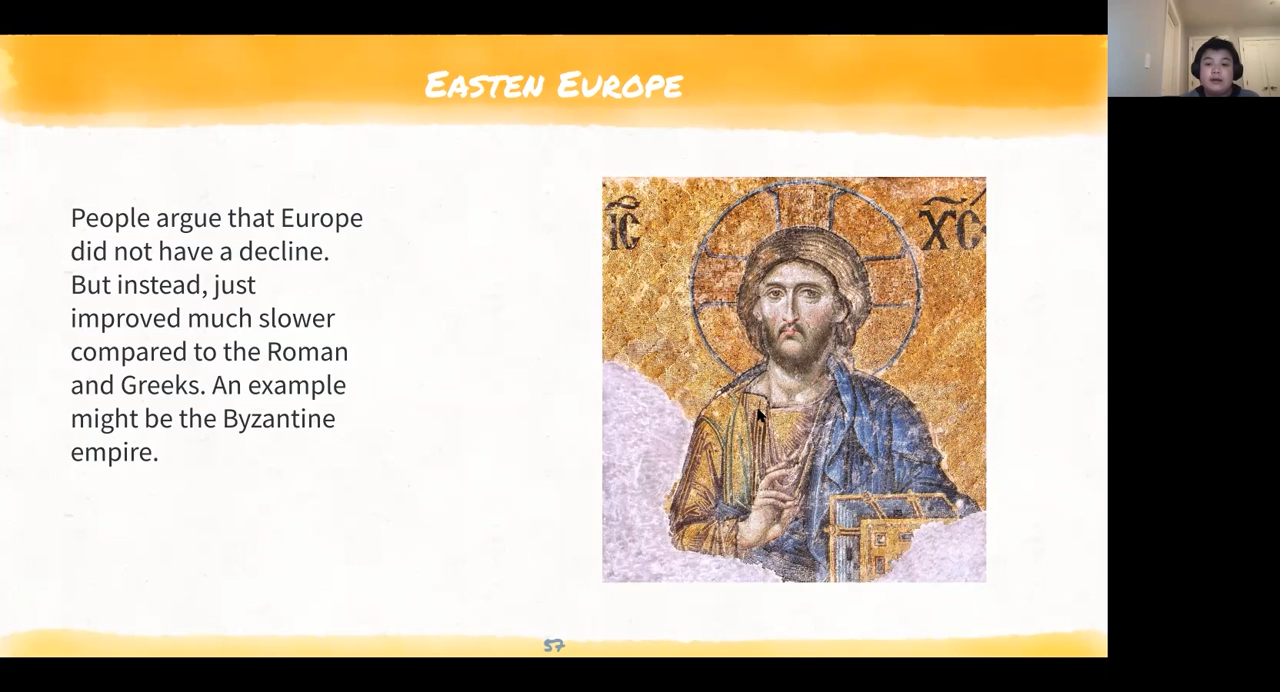 EASTEN EUROPE
People argue that Europe
did not have a decline.
But instead, just
improved much slower
compared to the Roman
and Greeks. An example
might be the Byzantine
empire.
IC XC
57